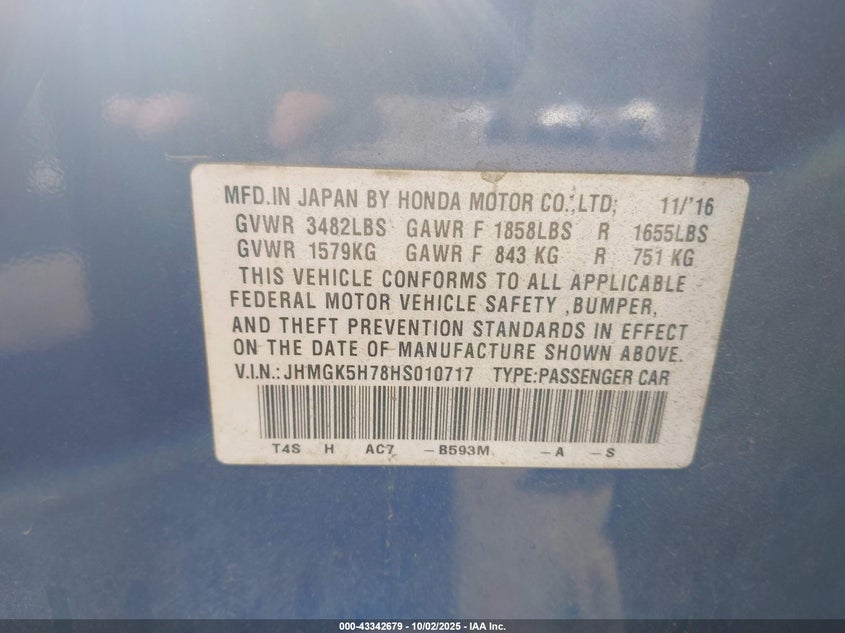 MFD.IN JAPAN BY HONDA MOTOR CO.,LTD; 11/'16
GVWR 3482LBS GAWR F 1858LBS R 1655LBS
GVWR 1579KG GAWR F 843 KG R 751 KG
THIS VEHICLE CONFORMS TO ALL APPLICABLE
FEDERAL MOTOR VEHICLE SAFETY ,BUMPER,
AND THEFT PREVENTION STANDARDS IN EFFECT
ON THE DATE OF MANUFACTURE SHOWN ABOVE.
V.I.N.: JHMGK5H78HS010717 TYPE:PASSENGER CAR
T4S H AC7 -B593M -A -S
000-43342679 - 10/02/2025 - IAA Inc.